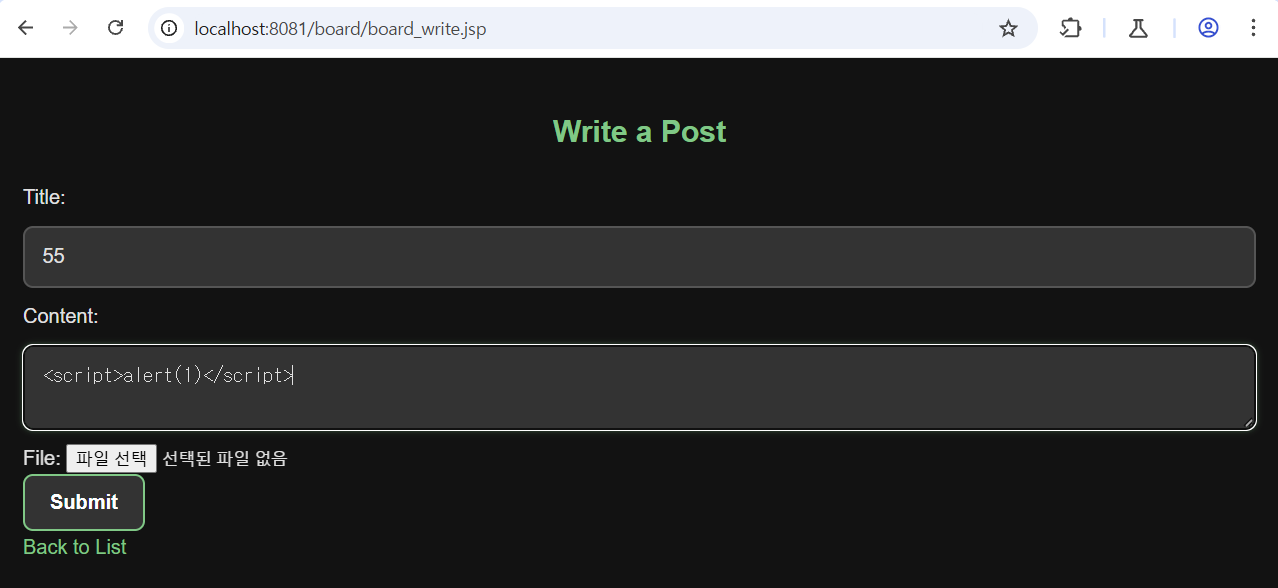 localhost:8081/board/board_write.jsp
Write a Post
Title:
55
Content:
<script>alert(1)</script>
File: 파일 선택 선택된 파일 없음
Submit
Back to List